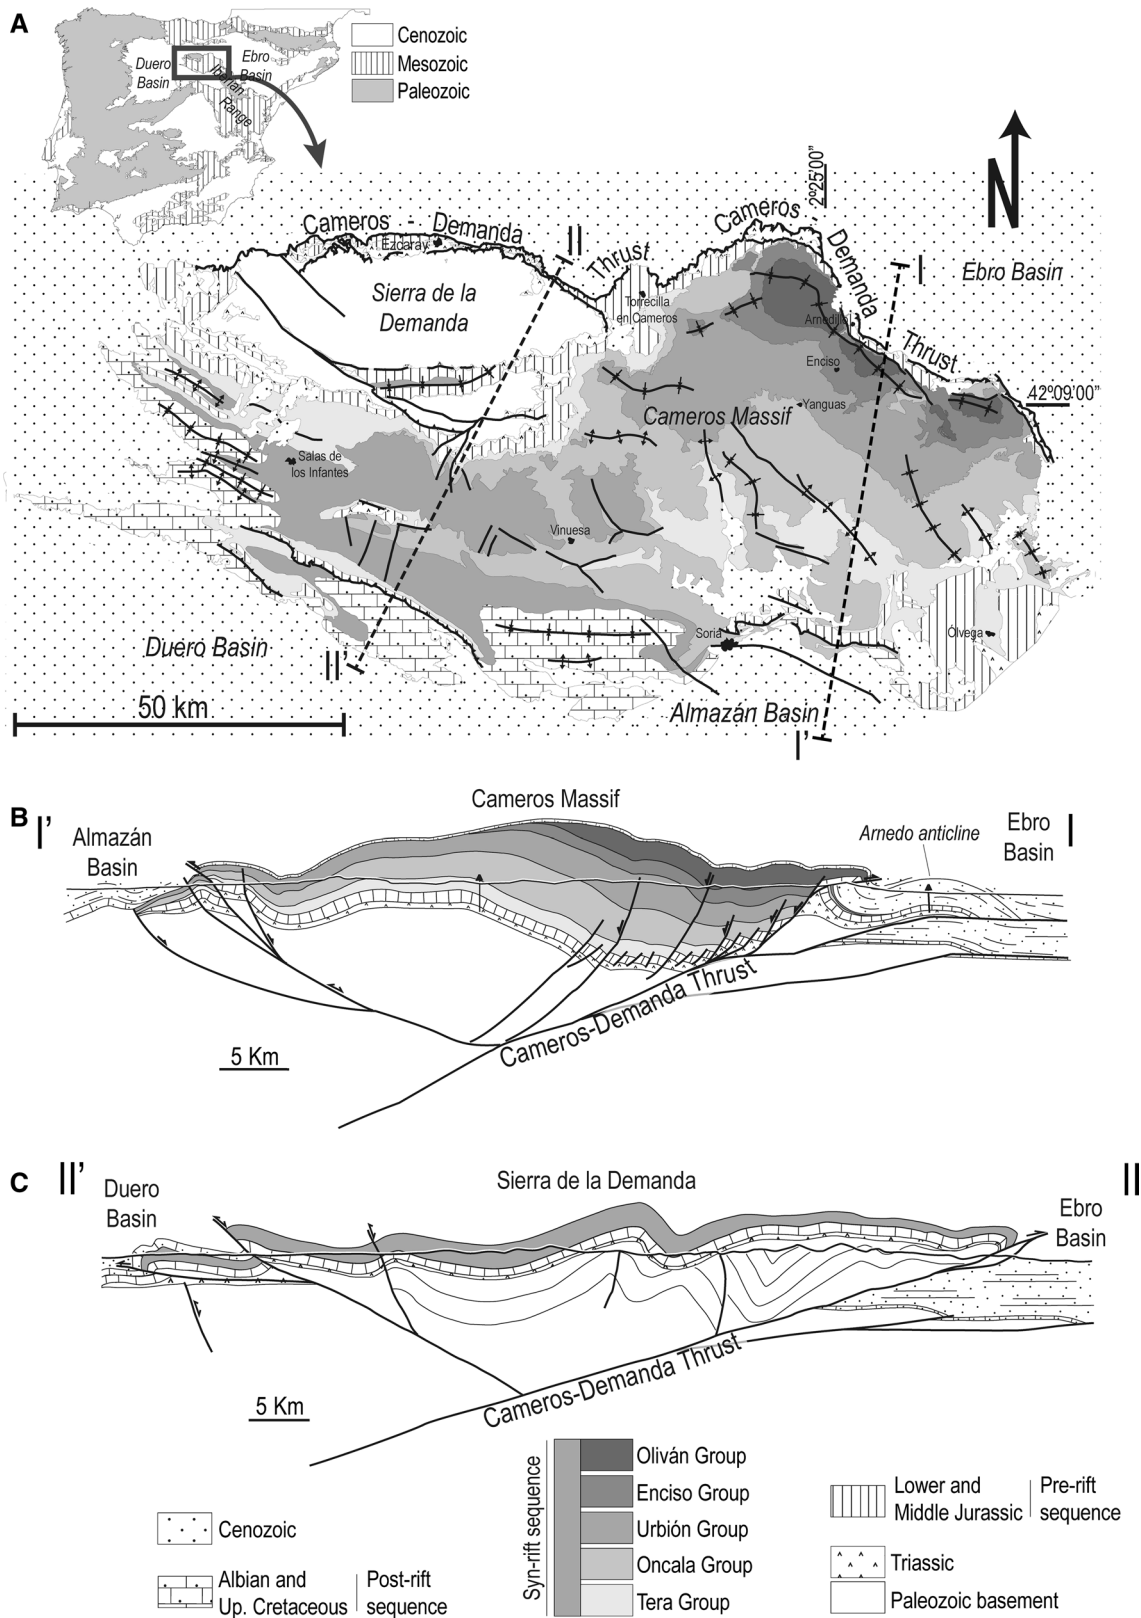 A
Duero
Basin
Ebro
Basin
Iberian
Range
Cenozoic
Mesozoic
Paleozoic
N
2º25'00"
Cameros - Demanda
Thrust
Cameros - Demanda
Thrust
Ezcaray
II
I
Ebro Basin
Sierra de la
Demanda
Torrecilla
en Cameros
Arnedillo
Enciso
Yanguas
42º09'00"
Cameros Massif
Salas de
los Infantes
Vinuesa
Soria
Ólvega
Duero Basin
II'
Almazán Basin
I'
50 km
B
I'
Cameros Massif
Almazán
Basin
Arnedo anticline
Ebro
Basin
I
Cameros-Demanda Thrust
5 Km
C
II'
Sierra de la Demanda
II
Duero
Basin
Ebro
Basin
Cameros-Demanda Thrust
5 Km
Syn-rift sequence
Oliván Group
Enciso Group
Urbión Group
Oncala Group
Tera Group
Lower and
Middle Jurassic
Pre-rift
sequence
Cenozoic
Triassic
Albian and
Up. Cretaceous
Post-rift
sequence
Paleozoic basement